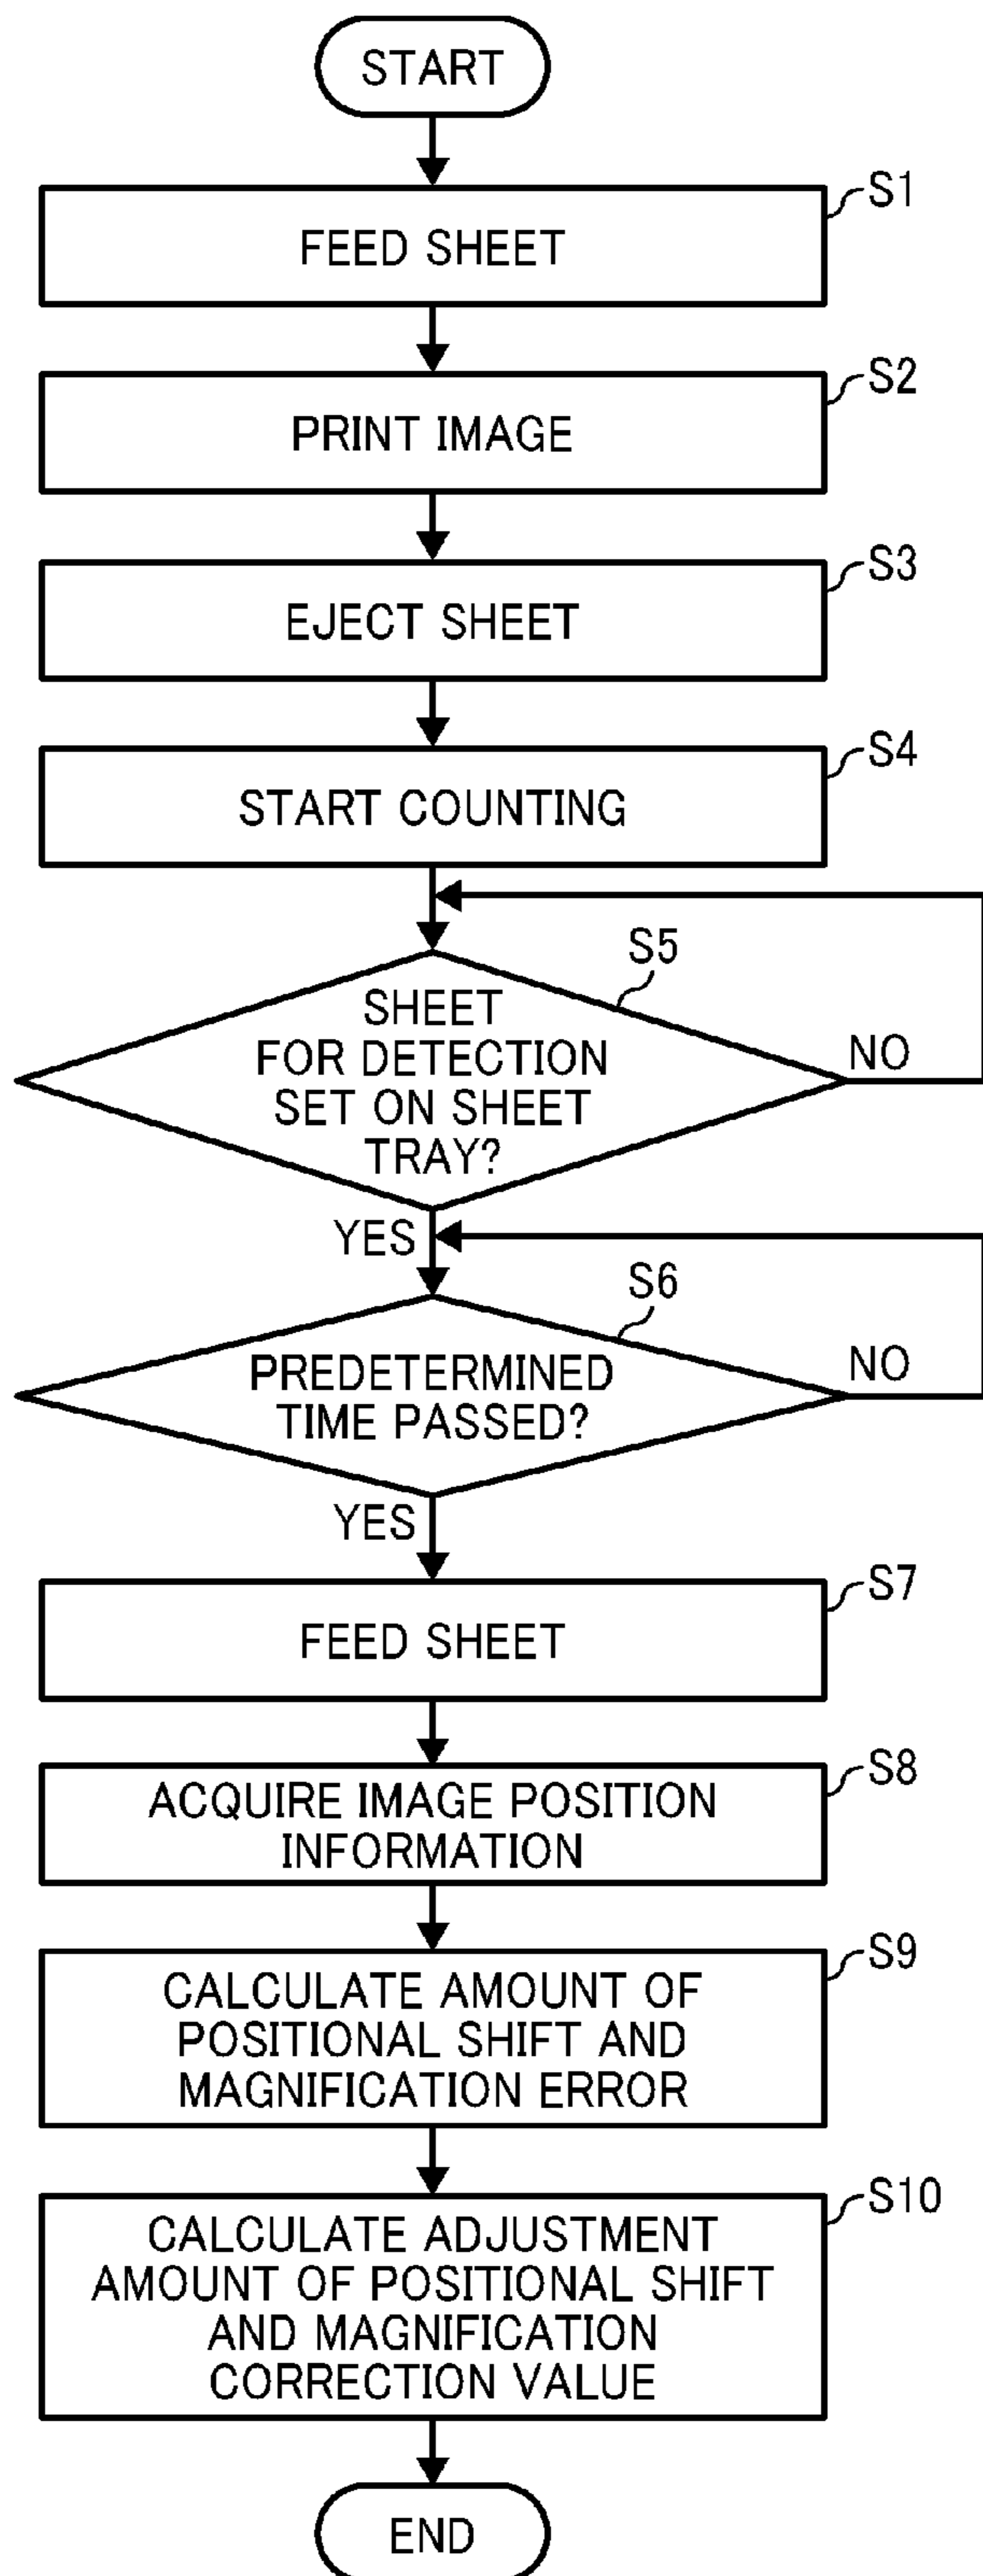 START
S1
FEED SHEET
S2
PRINT IMAGE
S3
EJECT SHEET
S4
START COUNTING
S5
SHEET
FOR DETECTION
SET ON SHEET
TRAY?
NO
YES
S6
PREDETERMINED
TIME PASSED?
NO
YES
S7
FEED SHEET
S8
ACQUIRE IMAGE POSITION
INFORMATION
S9
CALCULATE AMOUNT OF
POSITIONAL SHIFT AND
MAGNIFICATION ERROR
S10
CALCULATE ADJUSTMENT
AMOUNT OF POSITIONAL SHIFT
AND MAGNIFICATION
CORRECTION VALUE
END